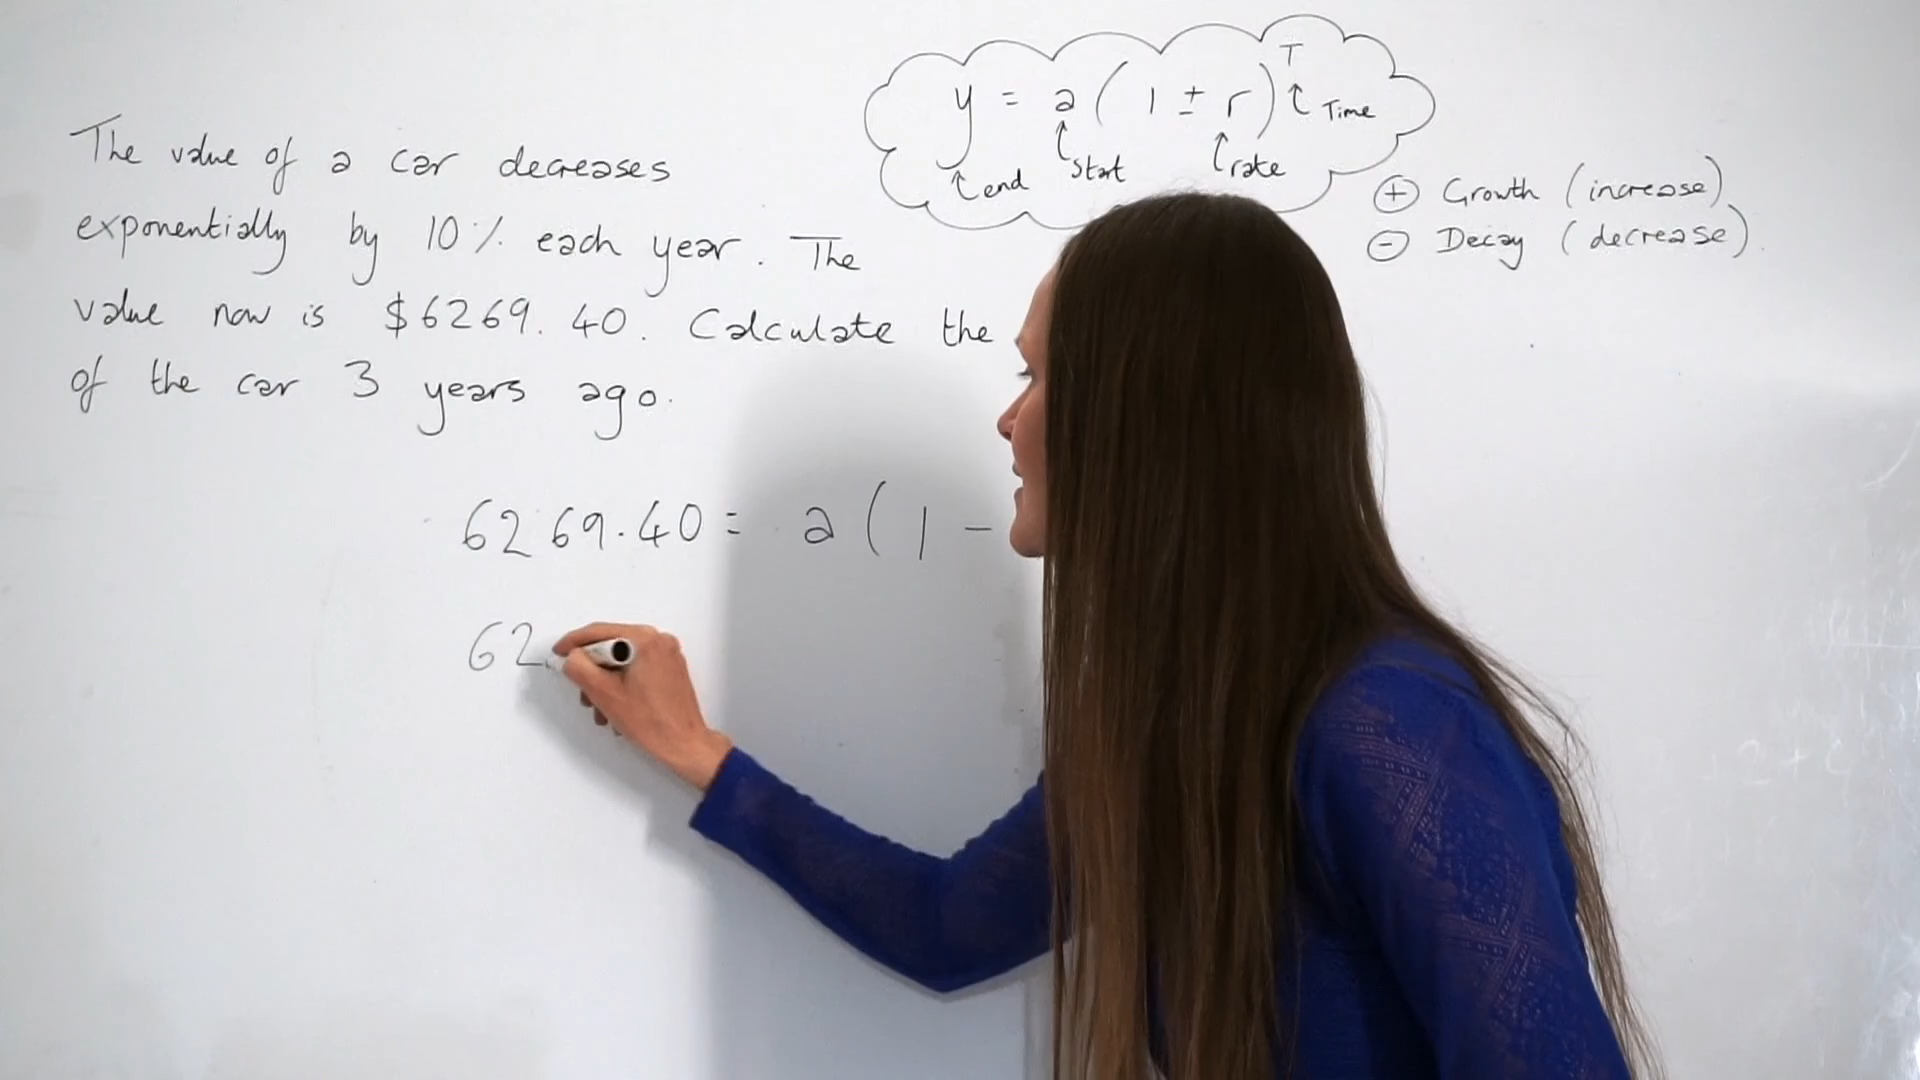 T
y = a ( 1 ± r ) Time
end start rate
The value of a car decreases
exponentially by 10% each year. The
value now is $6269.40. Calculate the
of the car 3 years ago.
+ Growth (increase)
- Decay (decrease)
6269.40 = a ( 1 -
62
+2+